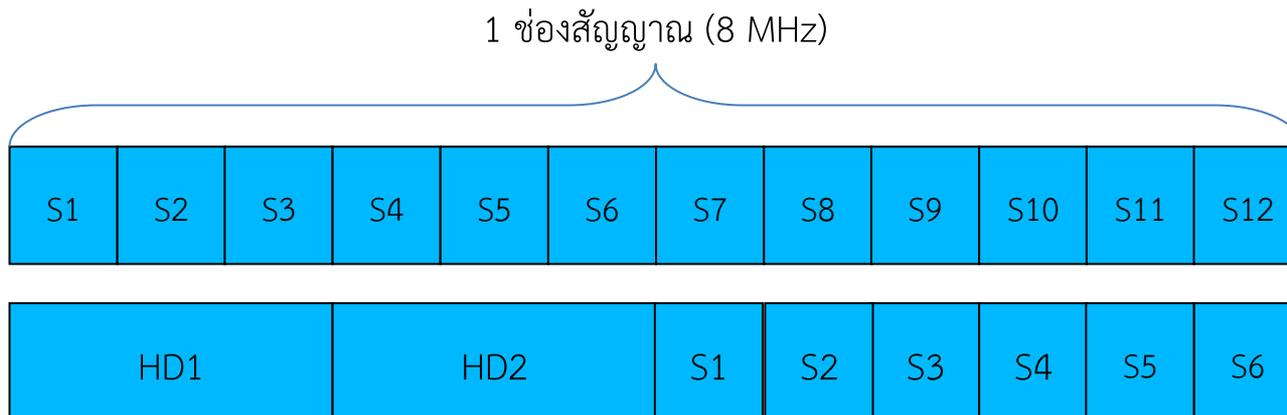 1 ช่องสัญญาณ (8 MHz)
S1 S2 S3 S4 S5 S6 S7 S8 S9 S10 S11 S12
HD1 HD2 S1 S2 S3 S4 S5 S6